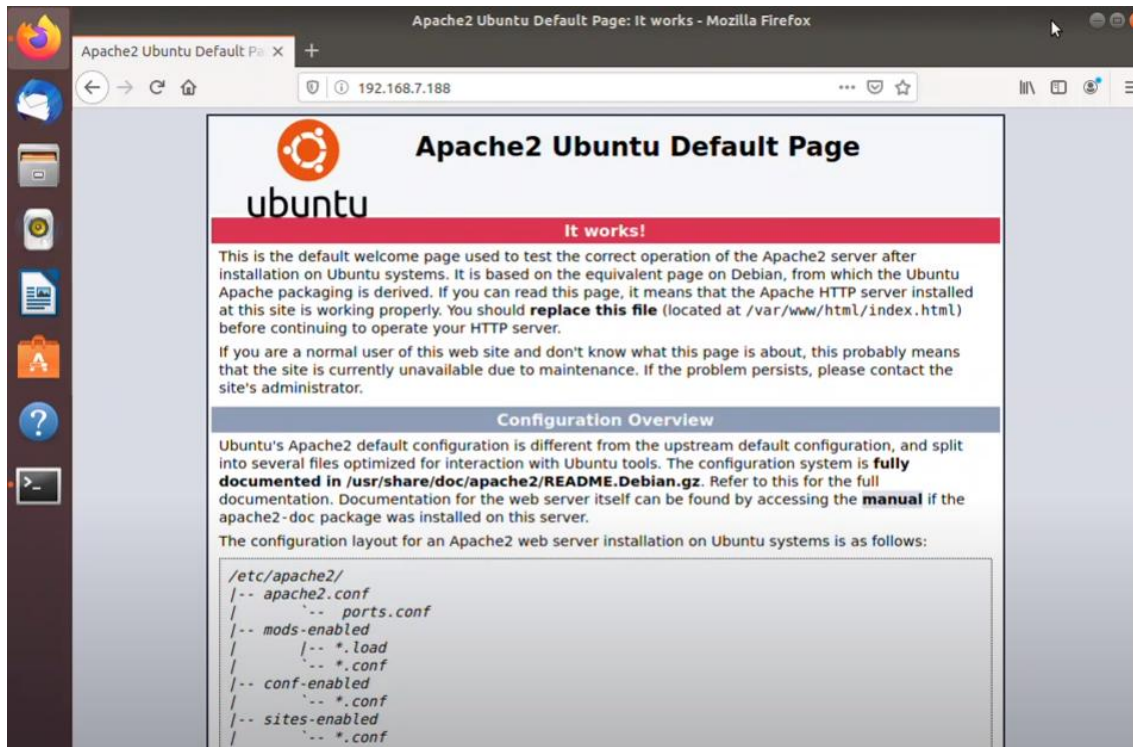 Apache2 Ubuntu Default Page: It works - Mozilla Firefox
Apache2 Ubuntu Default Pa
192.168.7.188
ubuntu
Apache2 Ubuntu Default Page
It works!
This is the default welcome page used to test the correct operation of the Apache2 server after
installation on Ubuntu systems. It is based on the equivalent page on Debian, from which the Ubuntu
Apache packaging is derived. If you can read this page, it means that the Apache HTTP server installed
at this site is working properly. You should replace this file (located at /var/www/html/index.html)
before continuing to operate your HTTP server.
If you are a normal user of this web site and don't know what this page is about, this probably means
that the site is currently unavailable due to maintenance. If the problem persists, please contact the
site's administrator.
Configuration Overview
Ubuntu's Apache2 default configuration is different from the upstream default configuration, and split
into several files optimized for interaction with Ubuntu tools. The configuration system is fully
documented in /usr/share/doc/apache2/README.Debian.gz. Refer to this for the full
documentation. Documentation for the web server itself can be found by accessing the manual if the
apache2-doc package was installed on this server.
The configuration layout for an Apache2 web server installation on Ubuntu systems is as follows:
/etc/apache2/
|-- apache2.conf
|       `--  ports.conf
|-- mods-enabled
|       |-- *.load
|       `-- *.conf
|-- conf-enabled
|       `-- *.conf
|-- sites-enabled
|       `-- *.conf